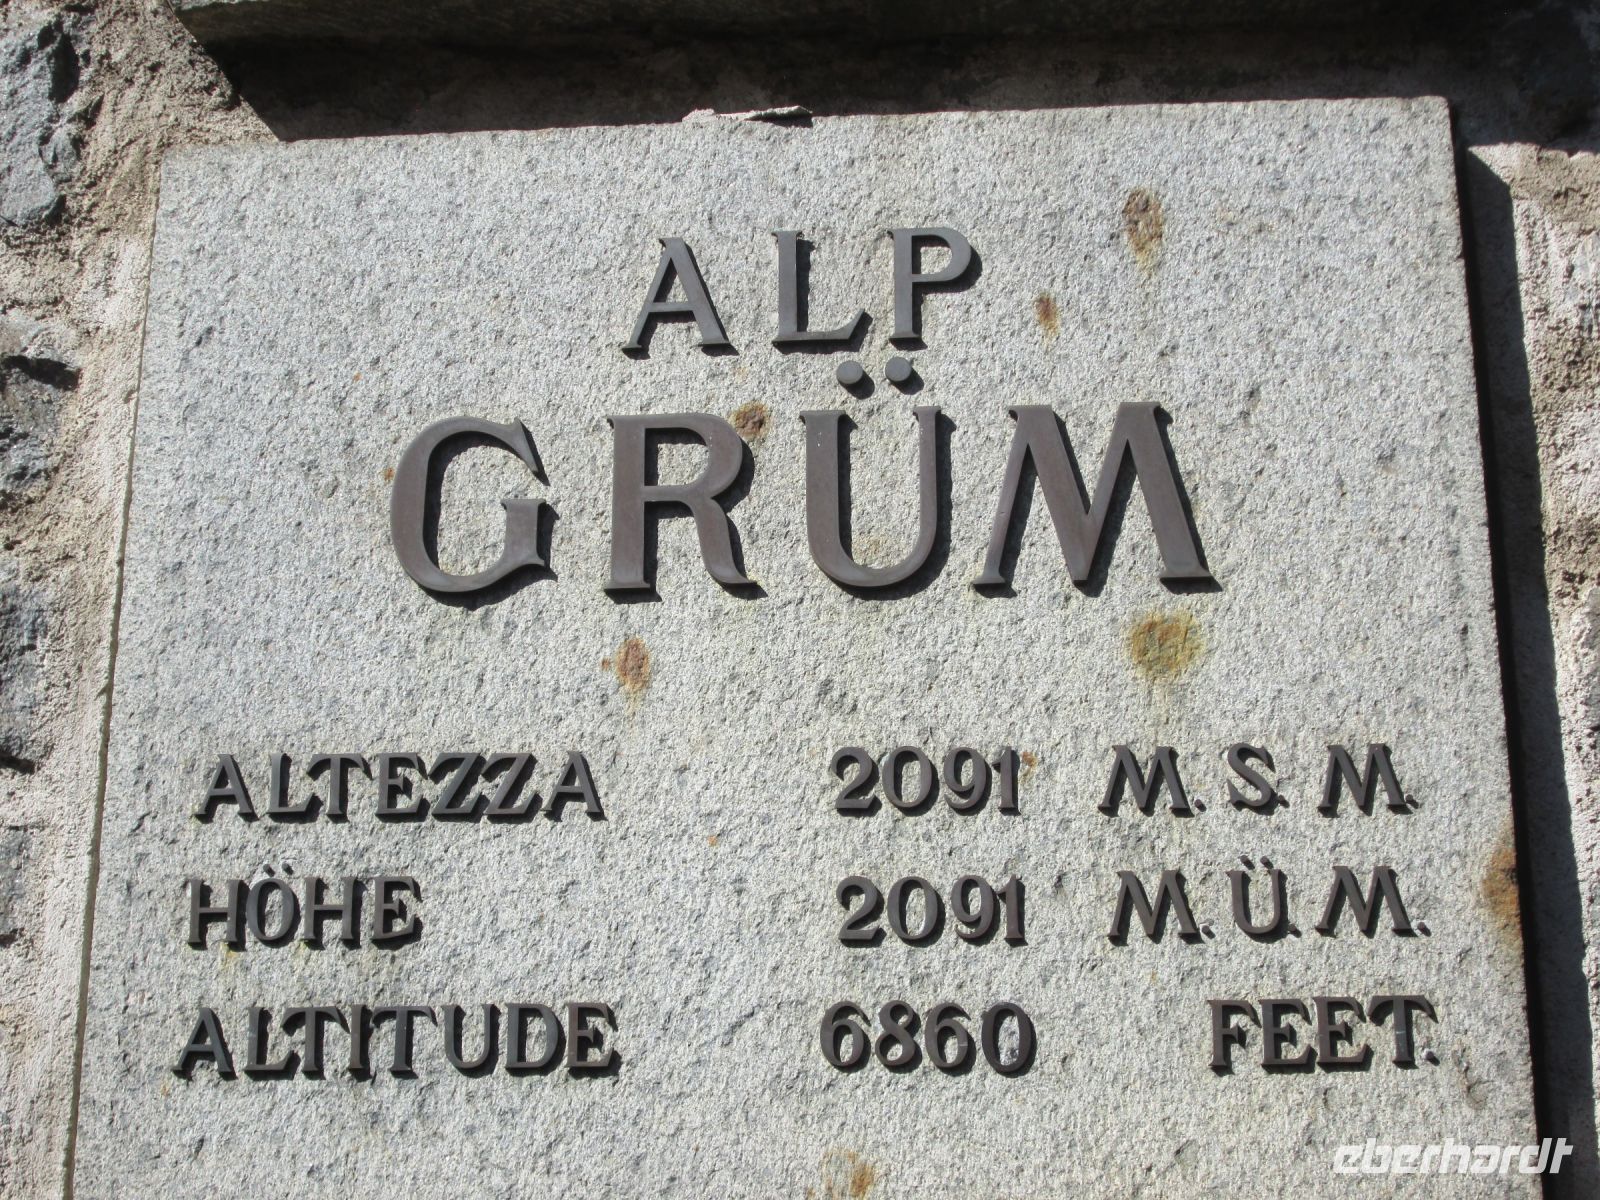 ALP
GRÜM
ALTEZZA 2091 M.S.M.
HÖHE 2091 M.Ü.M.
ALTITUDE 6860 FEET.
eberhardt